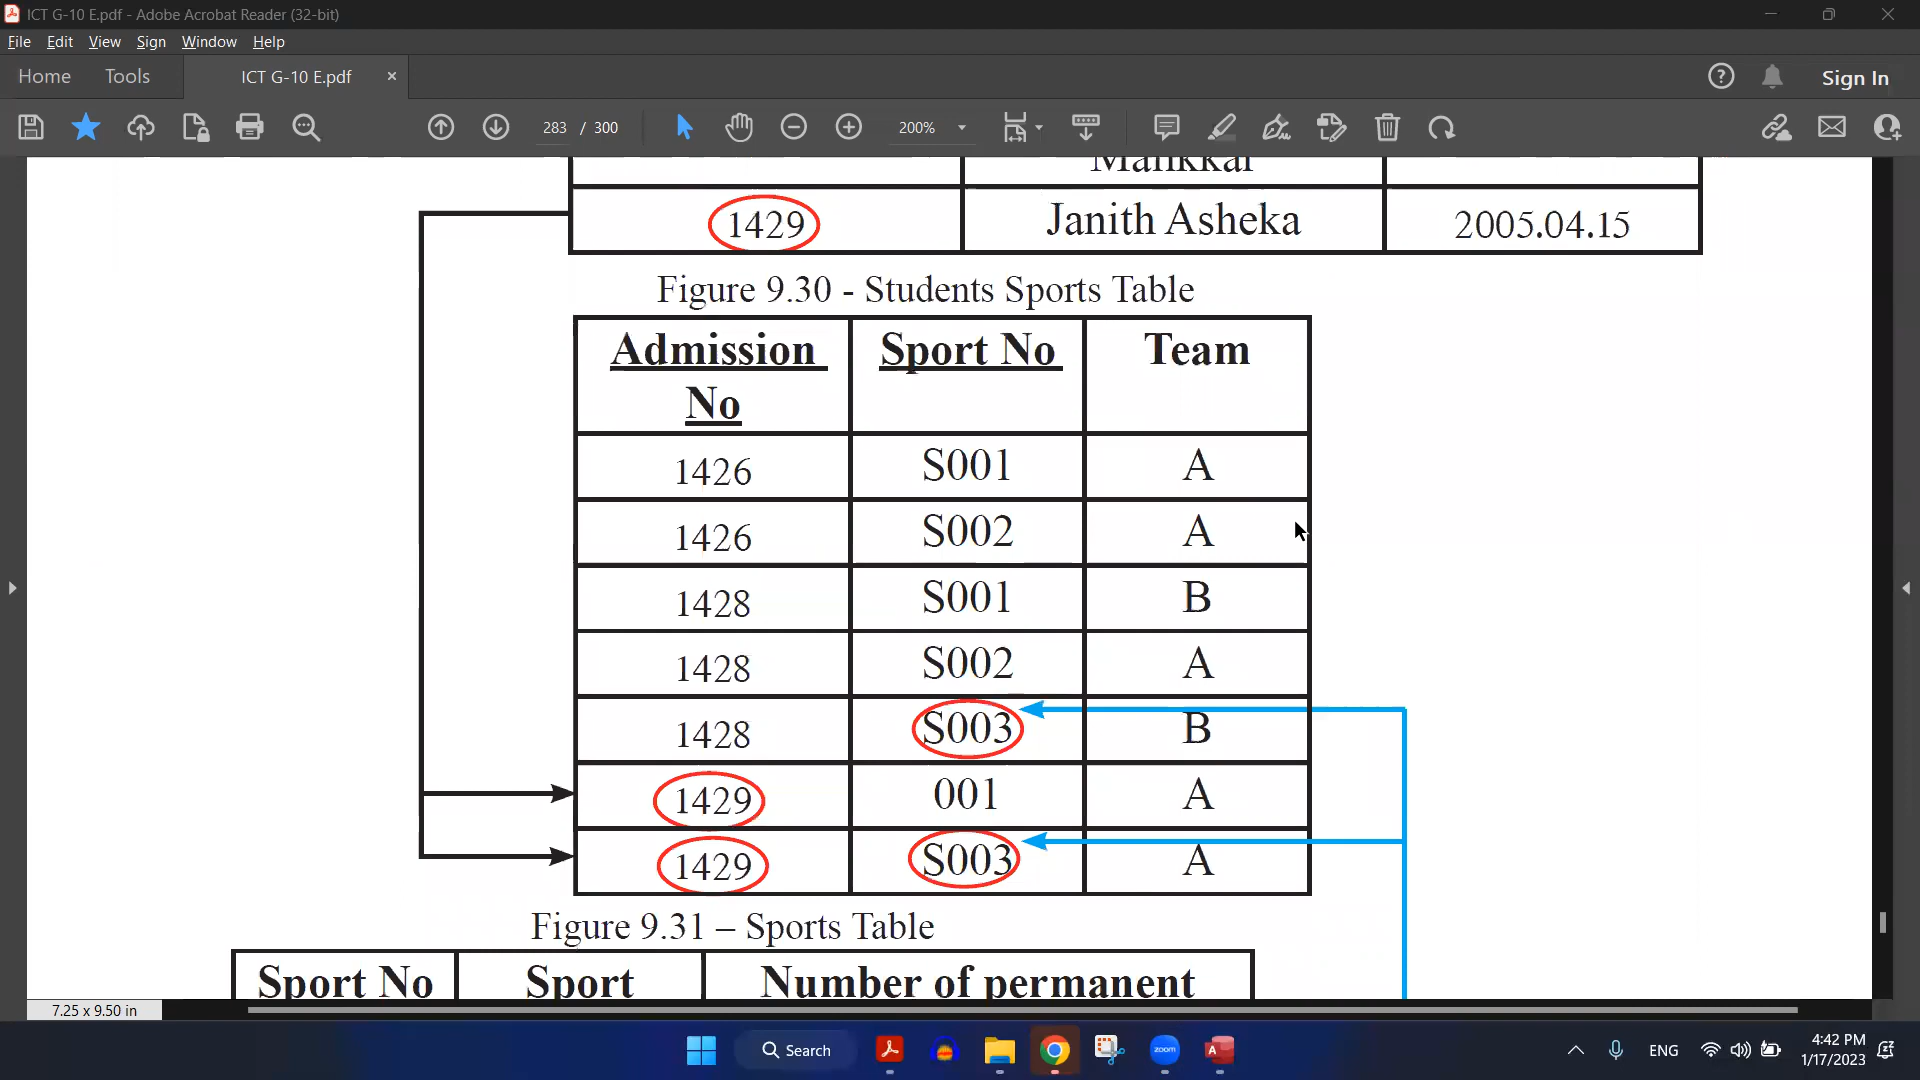 ICT G-10 E.pdf - Adobe Acrobat Reader (32-bit)
File Edit View Sign Window Help
Home Tools ICT G-10 E.pdf × Sign In
283 / 300 200%
1429 Janith Asheka 2005.04.15
Figure 9.30 - Students Sports Table
Admission Sport No Team
No
1426 S001 A
1426 S002 A
1428 S001 B
1428 S002 A
1428 S003 B
1429 001 A
1429 S003 A
Figure 9.31 – Sports Table
Sport No Sport Number of permanent
7.25 x 9.50 in
Search zoom ENG 4:42 PM
1/17/2023